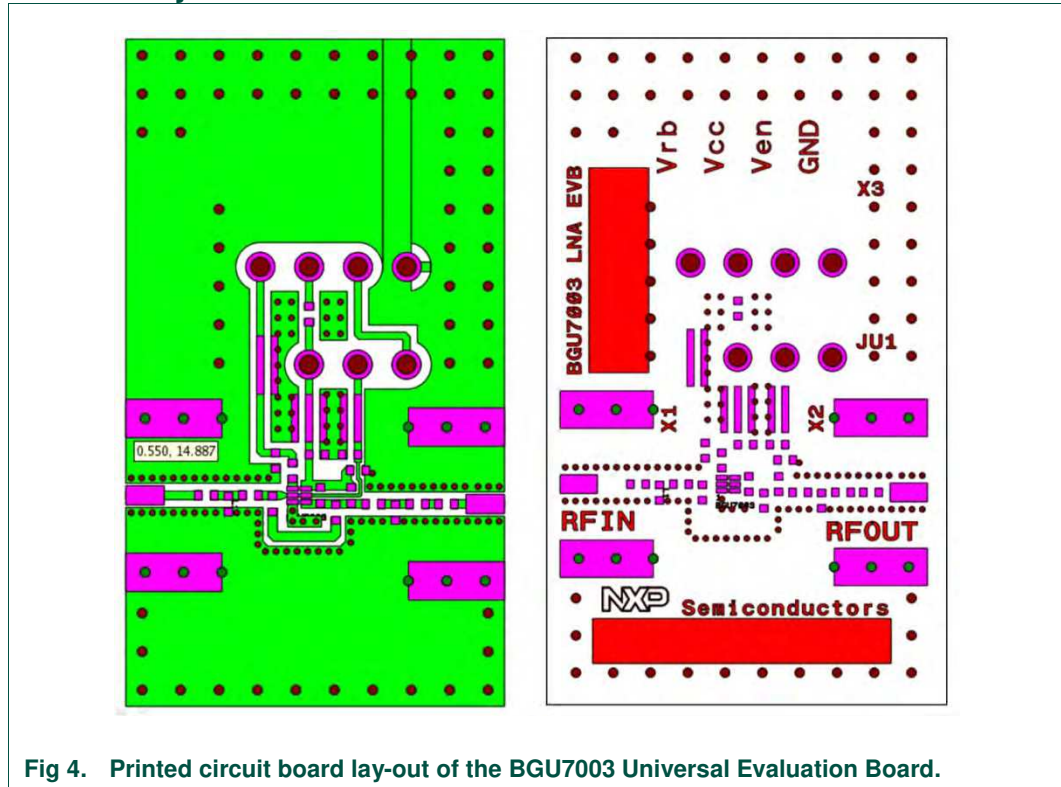 0.550, 14.887
Vrb
Vcc
Ven
GND
BGU7003 LNA EVB
X3
JU1
X1
X2
BGU7003
RFIN
RFOUT
NXP Semiconductors
Fig 4. Printed circuit board lay-out of the BGU7003 Universal Evaluation Board.